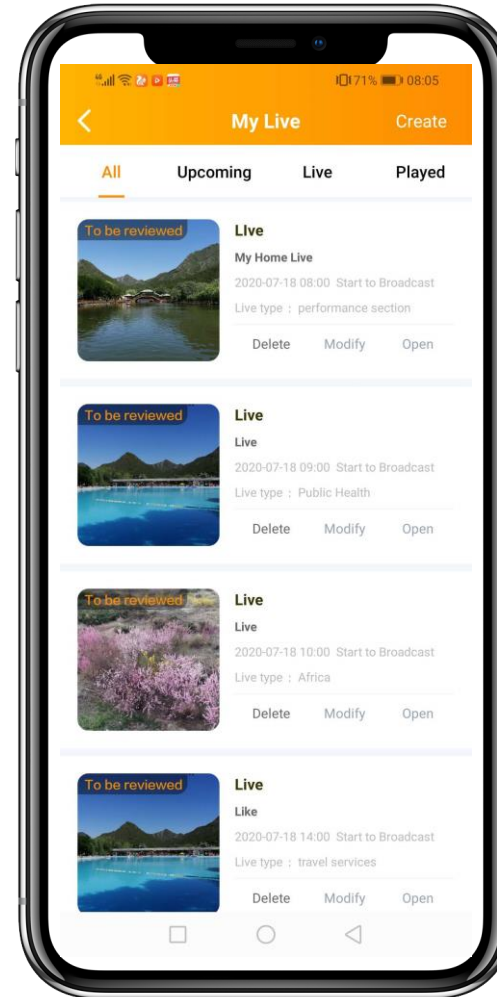 46
71% 08:05
My Live
Create
All Upcoming Live Played
To be reviewed
LIve
My Home Live
2020-07-18 08:00 Start to Broadcast
Live type : performance section
Delete Modify Open
To be reviewed
Live
Live
2020-07-18 09:00 Start to Broadcast
Live type : Public Health
Delete Modify Open
To be reviewed
Live
Live
2020-07-18 10:00 Start to Broadcast
Live type : Africa
Delete Modify Open
To be reviewed
Live
Like
2020-07-18 14:00 Start to Broadcast
Live type : travel services
Delete Modify Open